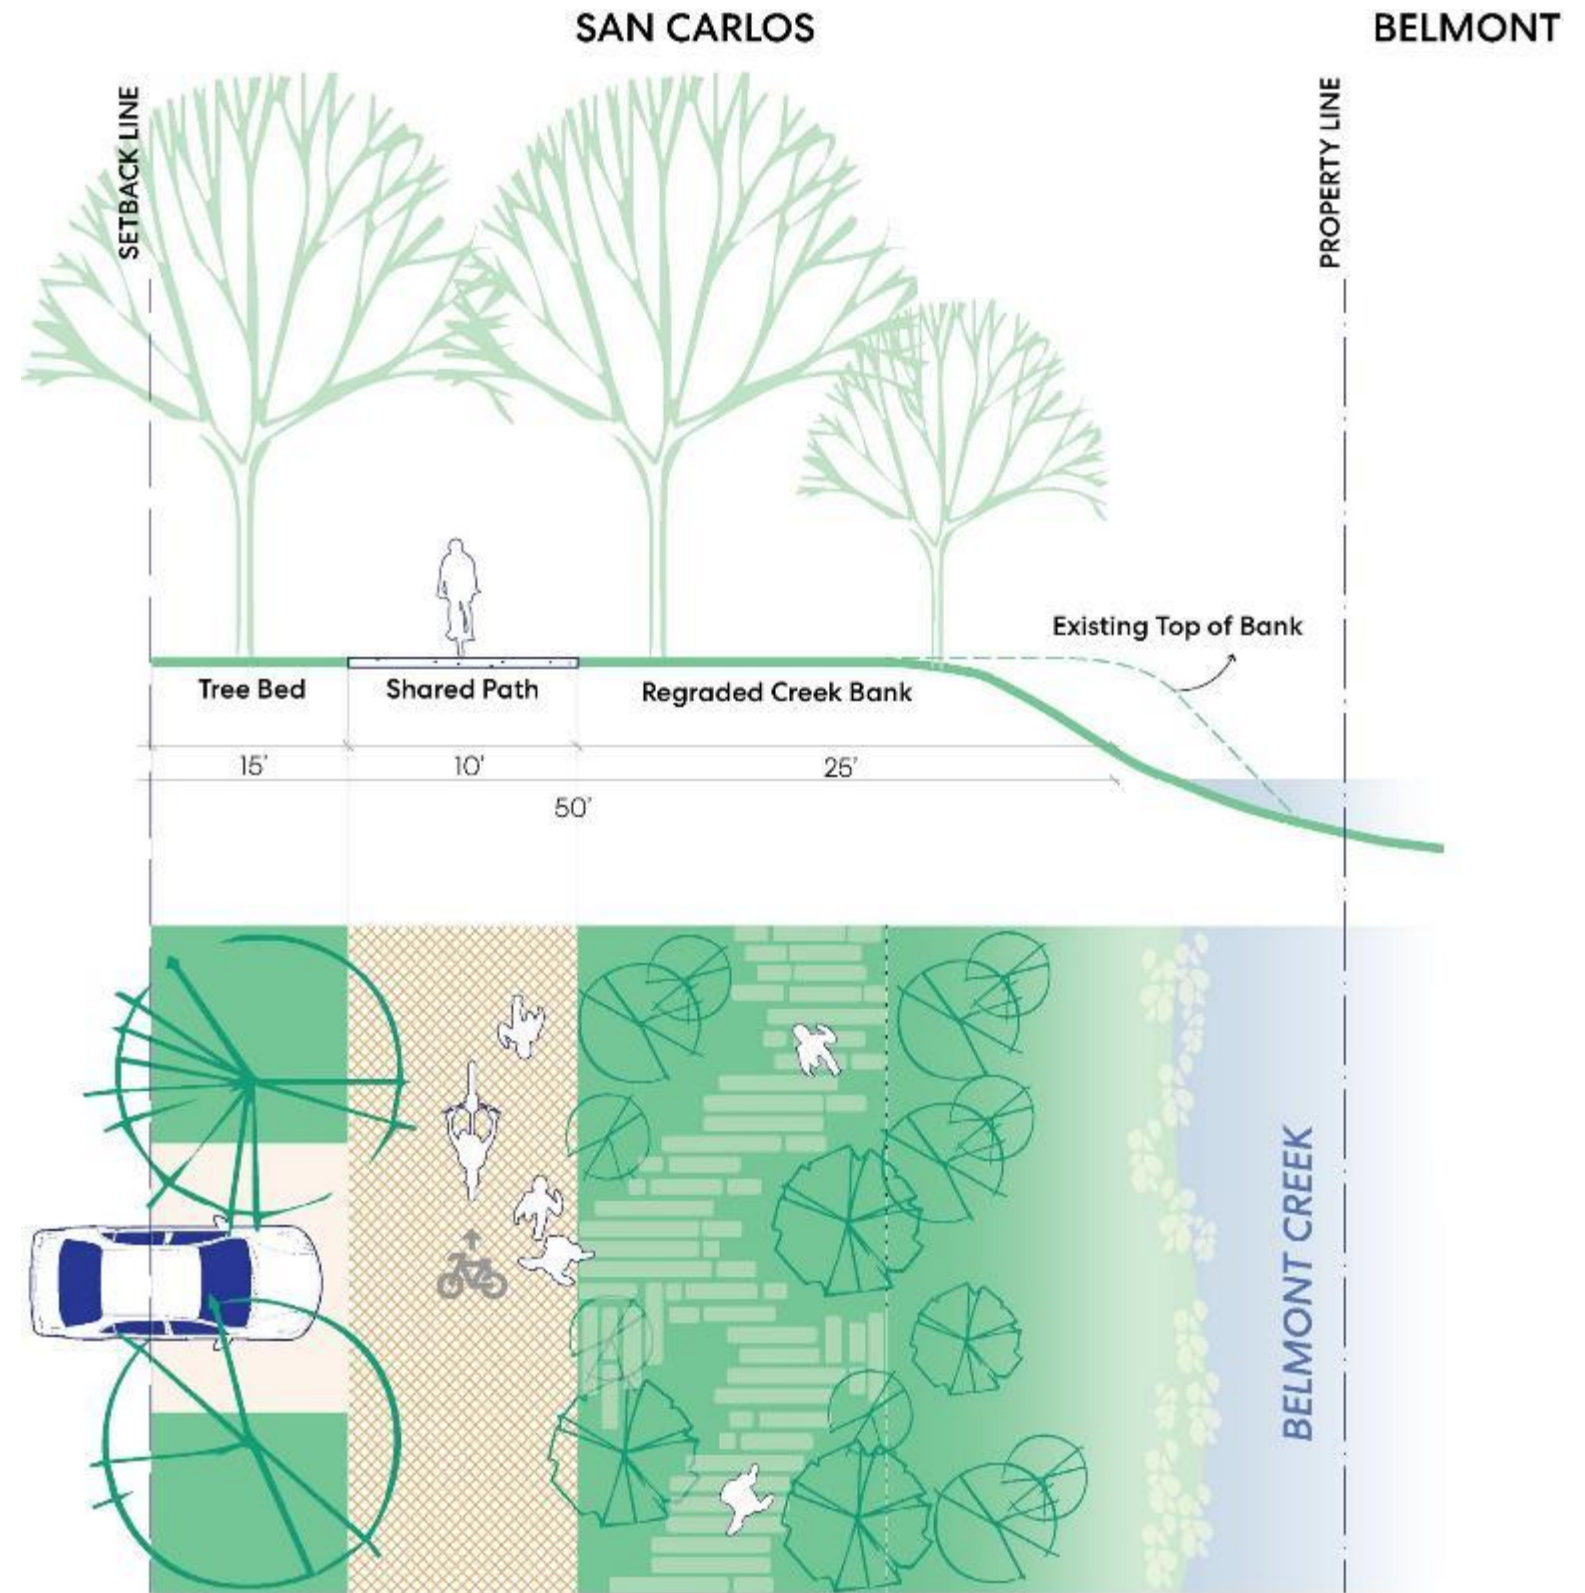 SAN CARLOS
BELMONT
SETBACK LINE
PROPERTY LINE
Existing Top of Bank
Tree Bed
Shared Path
Regraded Creek Bank
15'
10'
25'
50'
BELMONT CREEK